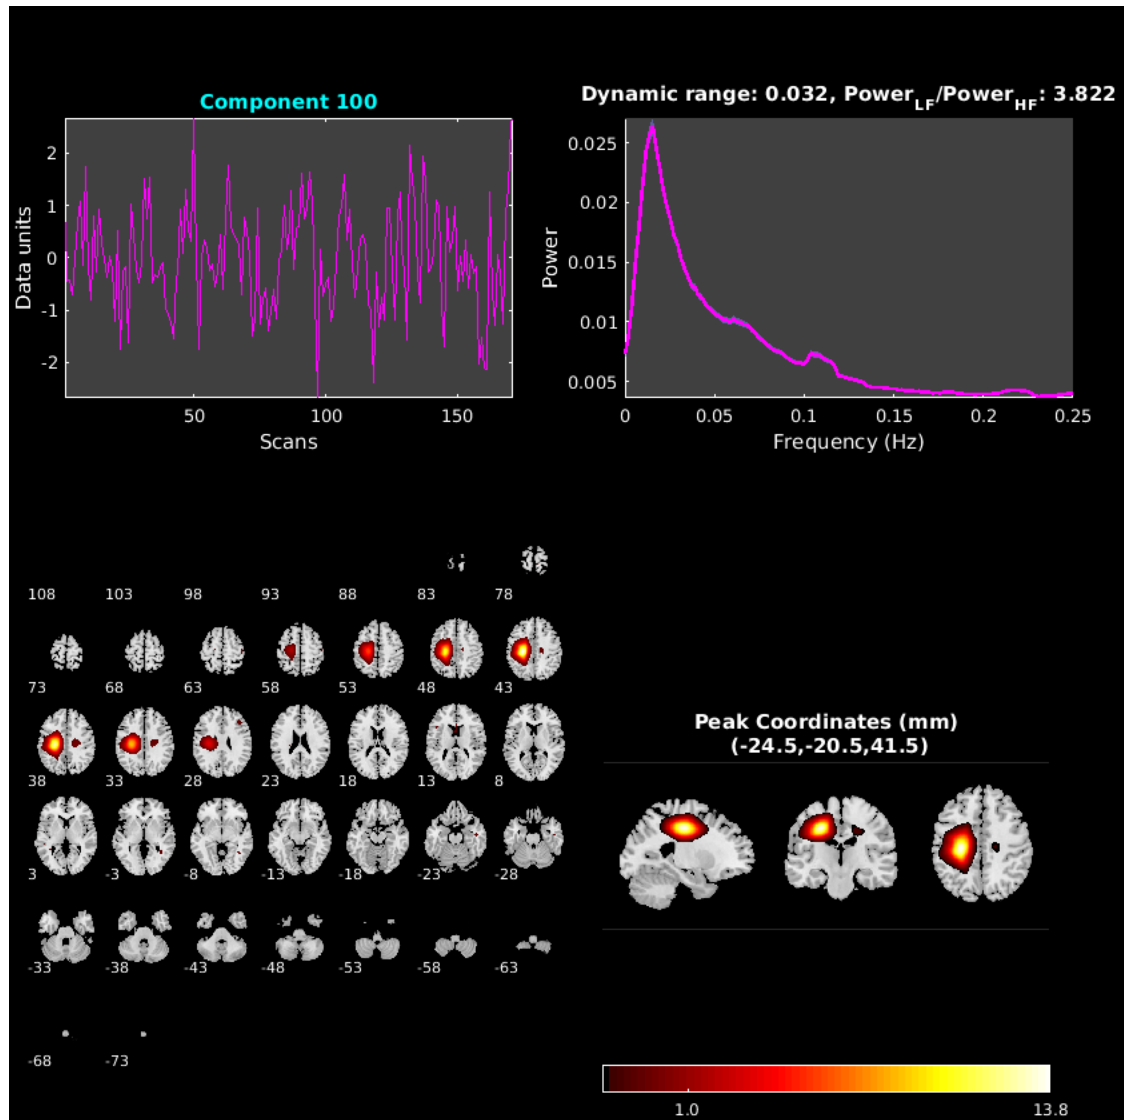 Component 100
Dynamic range: 0.032, Power_LF/Power_HF: 3.822
Data units
2
1
0
-1
-2
50
100
150
Scans
Power
0.025
0.02
0.015
0.01
0.005
0
0.05
0.1
0.15
0.2
0.25
Frequency (Hz)
108 103 98 93 88 83 78
73 68 63 58 53 48 43
38 33 28 23 18 13 8
3 -3 -8 -13 -18 -23 -28
-33 -38 -43 -48 -53 -58 -63
-68 -73
Peak Coordinates (mm)
(-24.5,-20.5,41.5)
1.0 13.8